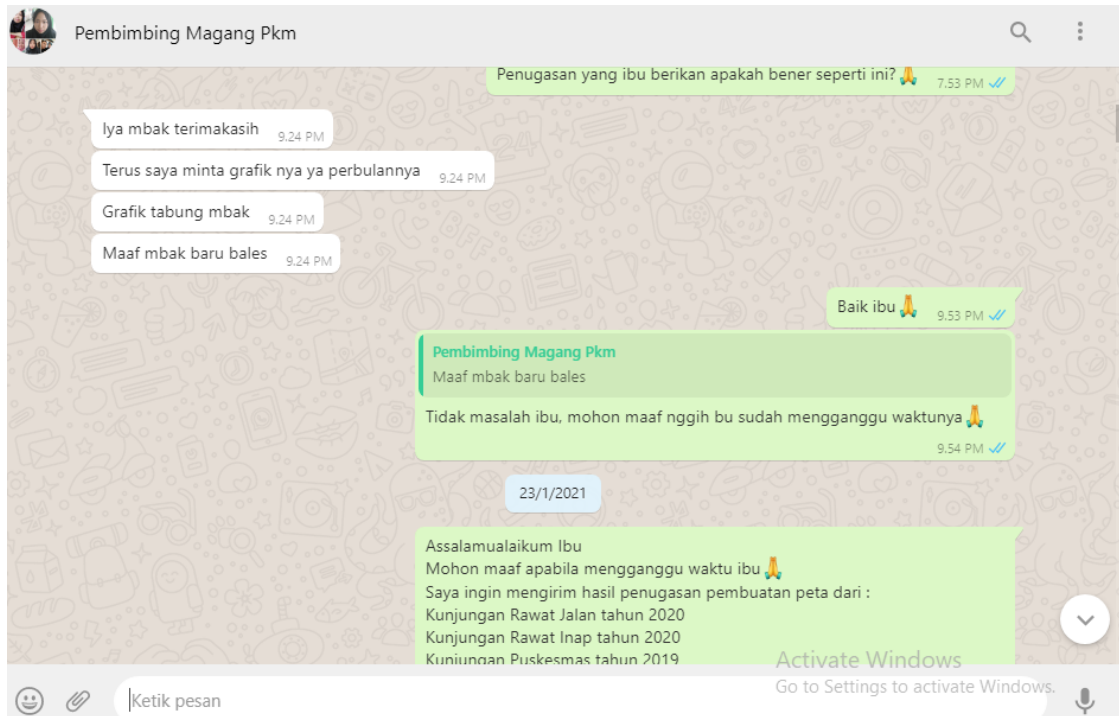 Pembimbing Magang Pkm
Penugasan yang ibu berikan apakah bener seperti ini?🙏 7.53 PM
Iya mbak terimakasih 9.24 PM
Terus saya minta grafik nya ya perbulannya 9.24 PM
Grafik tabung mbak 9.24 PM
Maaf mbak baru bales 9.24 PM
Baik ibu🙏 9.53 PM
Pembimbing Magang Pkm
Maaf mbak baru bales
Tidak masalah ibu, mohon maaf nggih bu sudah mengganggu waktunya🙏
9.54 PM
23/1/2021
Assalamualaikum Ibu
Mohon maaf apabila mengganggu waktu ibu🙏
Saya ingin mengirim hasil penugasan pembuatan peta dari :
Kunjungan Rawat Jalan tahun 2020
Kunjungan Rawat Inap tahun 2020
Kunjungan Puskesmas tahun 2019
Activate Windows
Go to Settings to activate Windows.
Ketik pesan